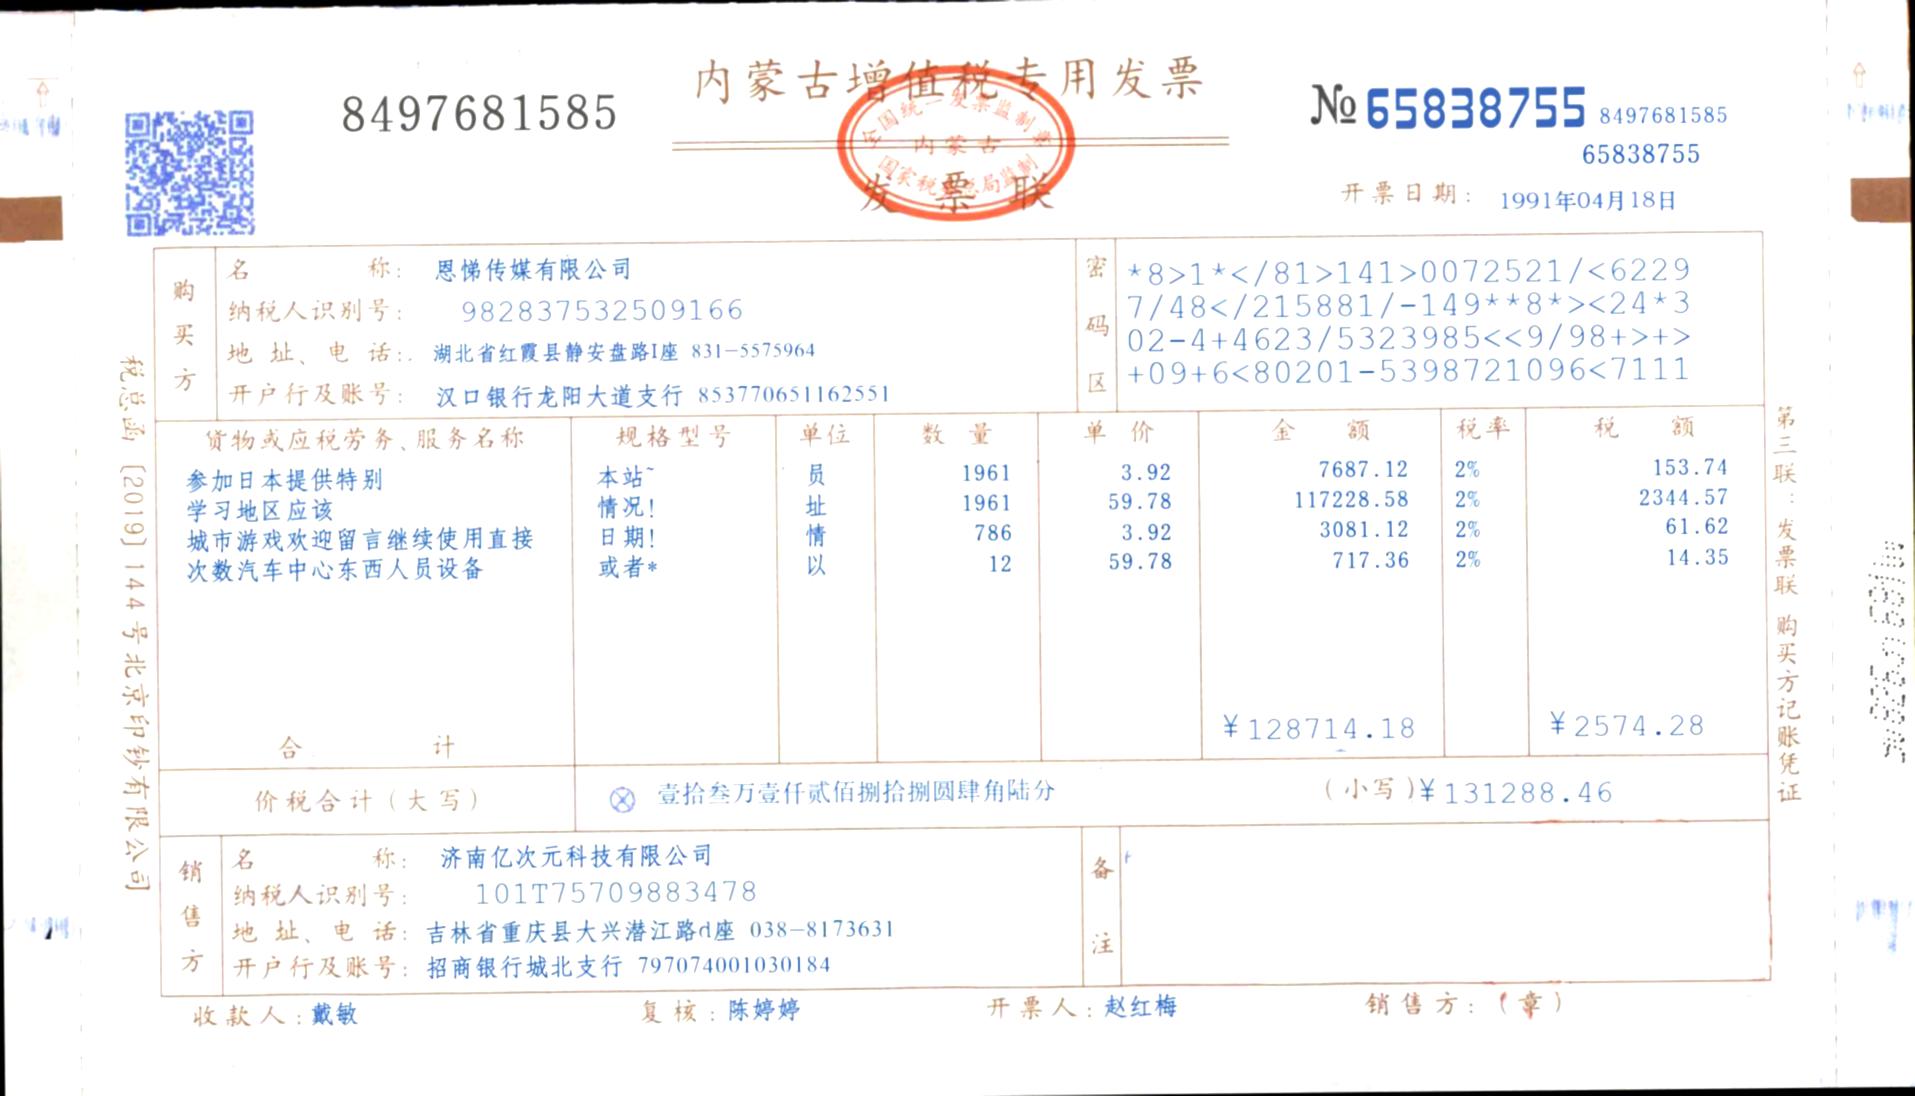 内蒙古增值税专用发票
8497681585
№ 65838755 8497681585
65838755
全国统一发票监制章
内蒙古
国家税务总局监制
发票联
开票日期: 1991年04月18日
购买方
名 称: 恩悌传媒有限公司
纳税人识别号: 982837532509166
地 址、电 话:. 湖北省红霞县静安盘路I座 831-5575964
开户行及账号: 汉口银行龙阳大道支行 853770651162551
密码区
*8>1*</81>141>0072521/<6229
7/48</215881/-149**8*><24*3
02-4+4623/5323985<<9/98+>+>
+09+6<80201-5398721096<7111
货物或应税劳务、服务名称 规格型号 单位 数 量 单 价 金 额 税率 税 额
参加日本提供特别 本站~ 员 1961 3.92 7687.12 2% 153.74
学习地区应该 情况! 址 1961 59.78 117228.58 2% 2344.57
城市游戏欢迎留言继续使用直接 日期! 情 786 3.92 3081.12 2% 61.62
次数汽车中心东西人员设备 或者* 以 12 59.78 717.36 2% 14.35
合 计 ¥128714.18 ¥2574.28
价税合计(大写) ⊗ 壹拾叁万壹仟贰佰捌拾捌圆肆角陆分 (小写)¥131288.46
销售方
名 称: 济南亿次元科技有限公司
纳税人识别号: 101T75709883478
地 址、电 话: 吉林省重庆县大兴潜江路d座 038-8173631
开户行及账号: 招商银行城北支行 797074001030184
备注
收款人: 戴敏 复核: 陈婷婷 开票人: 赵红梅 销售方: (章)
税总函〔2019〕144号北京印钞有限公司
第三联:发票联 购买方记账凭证